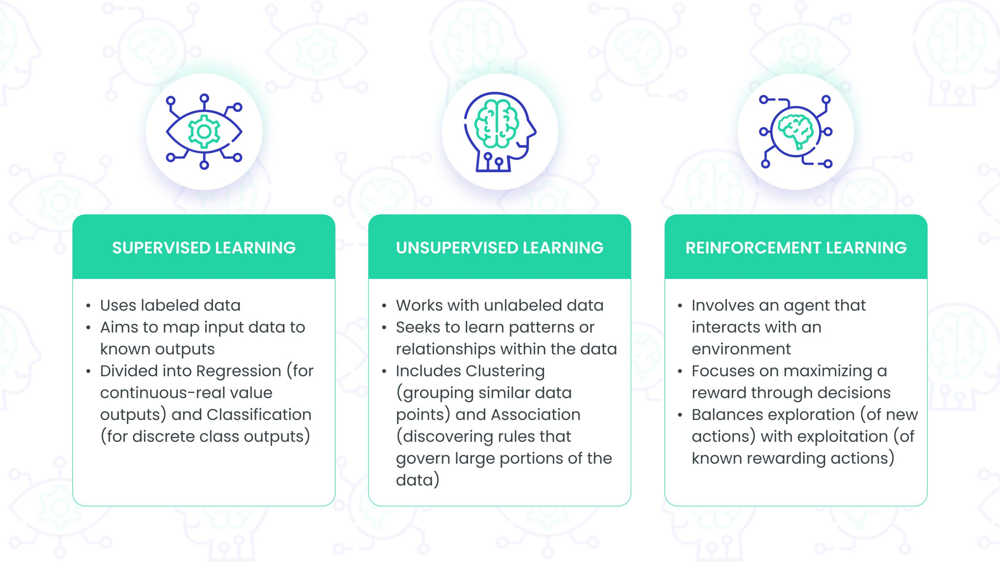 SUPERVISED LEARNING
• Uses labeled data
• Aims to map input data to
known outputs
• Divided into Regression (for
continuous-real value
outputs) and Classification
(for discrete class outputs)
UNSUPERVISED LEARNING
• Works with unlabeled data
• Seeks to learn patterns or
relationships within the data
• Includes Clustering
(grouping similar data
points) and Association
(discovering rules that
govern large portions of the
data)
REINFORCEMENT LEARNING
• Involves an agent that
interacts with an
environment
• Focuses on maximizing a
reward through decisions
• Balances exploration (of new
actions) with exploitation (of
known rewarding actions)